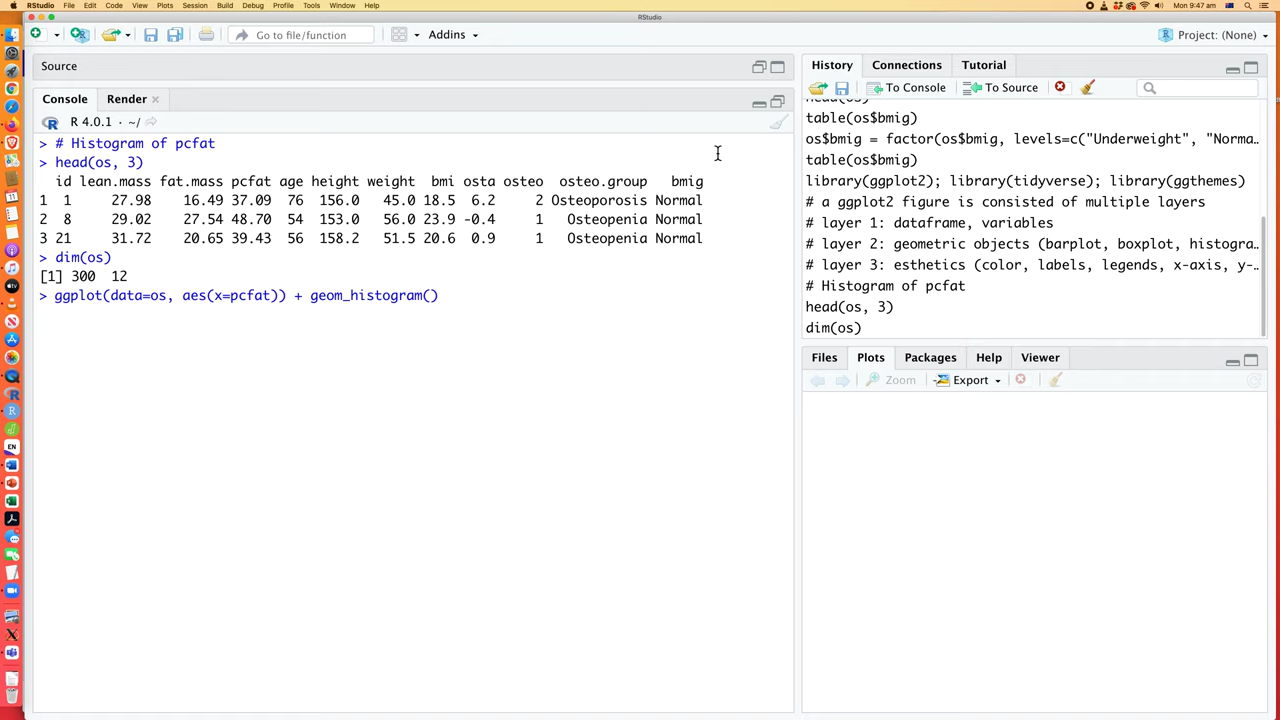 RStudio File Edit Code View Plots Session Build Debug Profile Tools Window Help Mon 9:47 am
RStudio
Go to file/function Addins Project: (None)
Source
Console Render
R 4.0.1 · ~/
> # Histogram of pcfat
> head(os, 3)
id lean.mass fat.mass pcfat age height weight bmi osta osteo osteo.group bmig
1 1 27.98 16.49 37.09 76 156.0 45.0 18.5 6.2 2 Osteoporosis Normal
2 8 29.02 27.54 48.70 54 153.0 56.0 23.9 -0.4 1 Osteopenia Normal
3 21 31.72 20.65 39.43 56 158.2 51.5 20.6 0.9 1 Osteopenia Normal
> dim(os)
[1] 300 12
> ggplot(data=os, aes(x=pcfat)) + geom_histogram()
History Connections Tutorial
To Console To Source
head(os)
table(os$bmig)
os$bmig = factor(os$bmig, levels=c("Underweight", "Norma…
table(os$bmig)
library(ggplot2); library(tidyverse); library(ggthemes)
# a ggplot2 figure is consisted of multiple layers
# layer 1: dataframe, variables
# layer 2: geometric objects (barplot, boxplot, histogra…
# layer 3: esthetics (color, labels, legends, x-axis, y-…
# Histogram of pcfat
head(os, 3)
dim(os)
Files Plots Packages Help Viewer
Zoom Export
EN